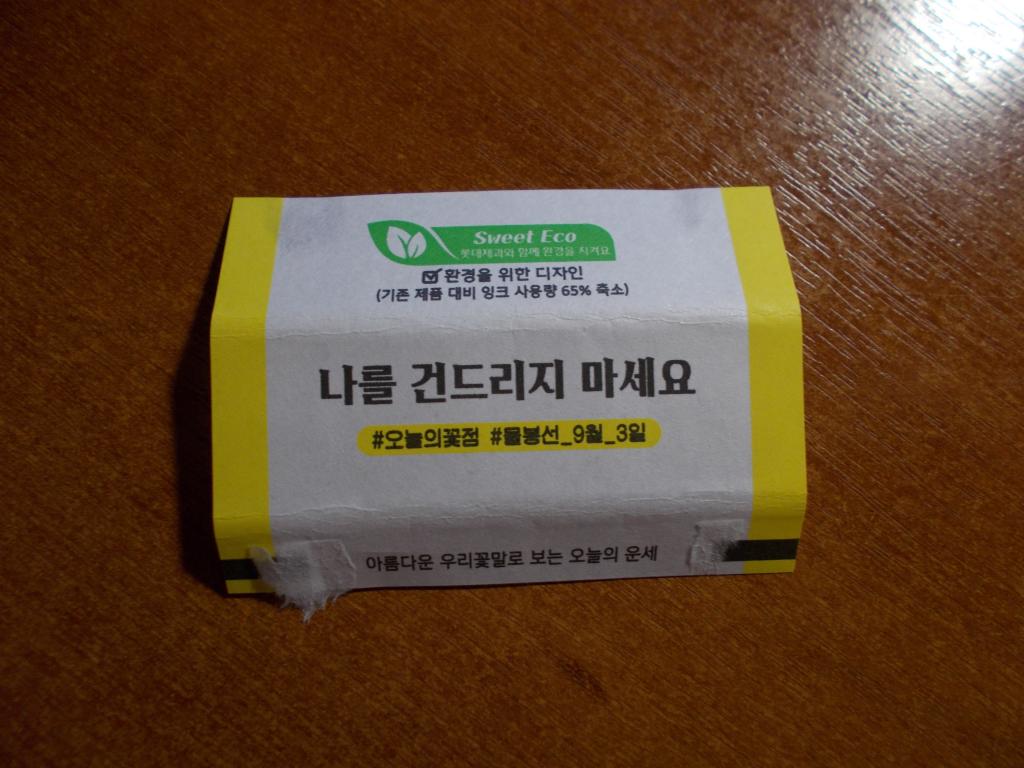 Sweet Eco
롯데제과와 함께 환경을 지켜요
환경을 위한 디자인
(기존 제품 대비 잉크 사용량 65% 축소)
나를 건드리지 마세요
#오늘의꽃점 #물봉선_9월_3일
아름다운 우리꽃말로 보는 오늘의 운세